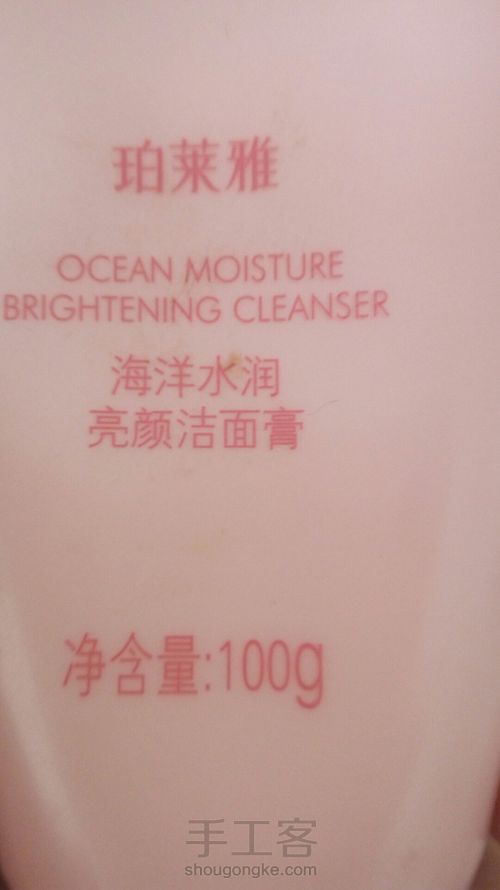 珀莱雅
OCEAN MOISTURE
BRIGHTENING CLEANSER
海洋水润
亮颜洁面膏
净含量:100g
手工客
shougongke.com